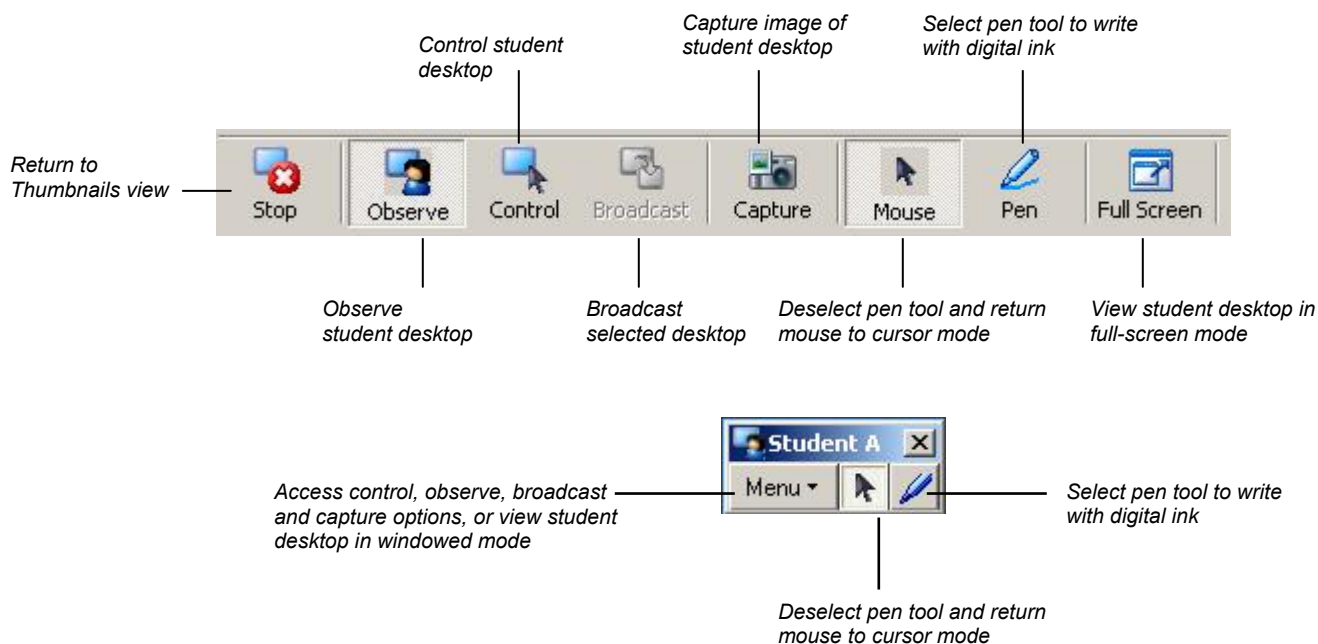 Capture image of
student desktop
Select pen tool to write
with digital ink
Control student
desktop
Return to
Thumbnails view
Stop
Observe
Control
Broadcast
Capture
Mouse
Pen
Full Screen
Observe
student desktop
Broadcast
selected desktop
Deselect pen tool and return
mouse to cursor mode
View student desktop in
full-screen mode
Student A
Menu
Access control, observe, broadcast
and capture options, or view student
desktop in windowed mode
Select pen tool to write
with digital ink
Deselect pen tool and return
mouse to cursor mode